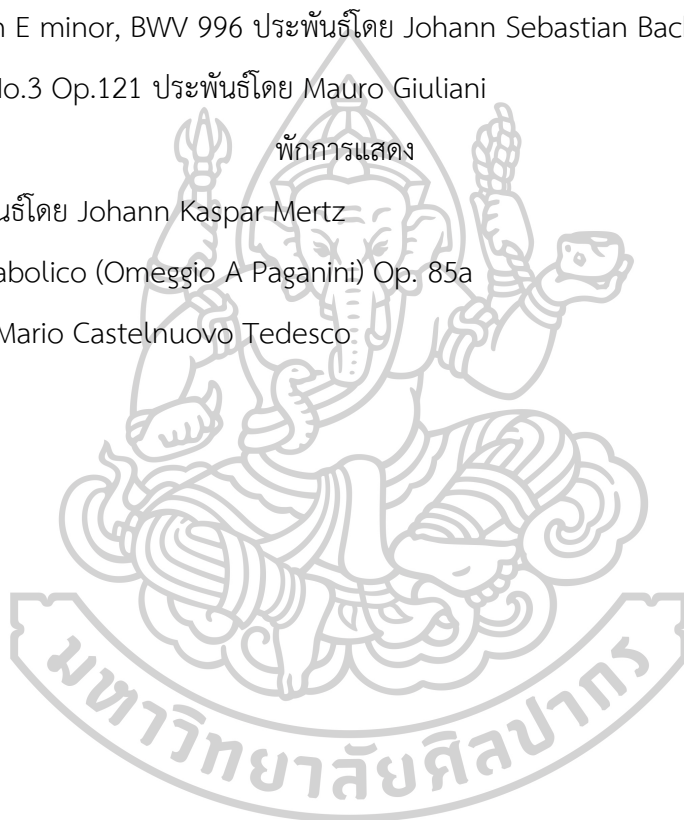 n E minor, BWV 996 ประพันธ์โดย Johann Sebastian Bac
No.3 Op.121 ประพันธ์โดย Mauro Giuliani
พักการแสดง
นธ์โดย Johann Kaspar Mertz
abolico (Omeggio A Paganini) Op. 85a
Mario Castelnuovo Tedesco
มหาวิทยาลัยศิลปากร